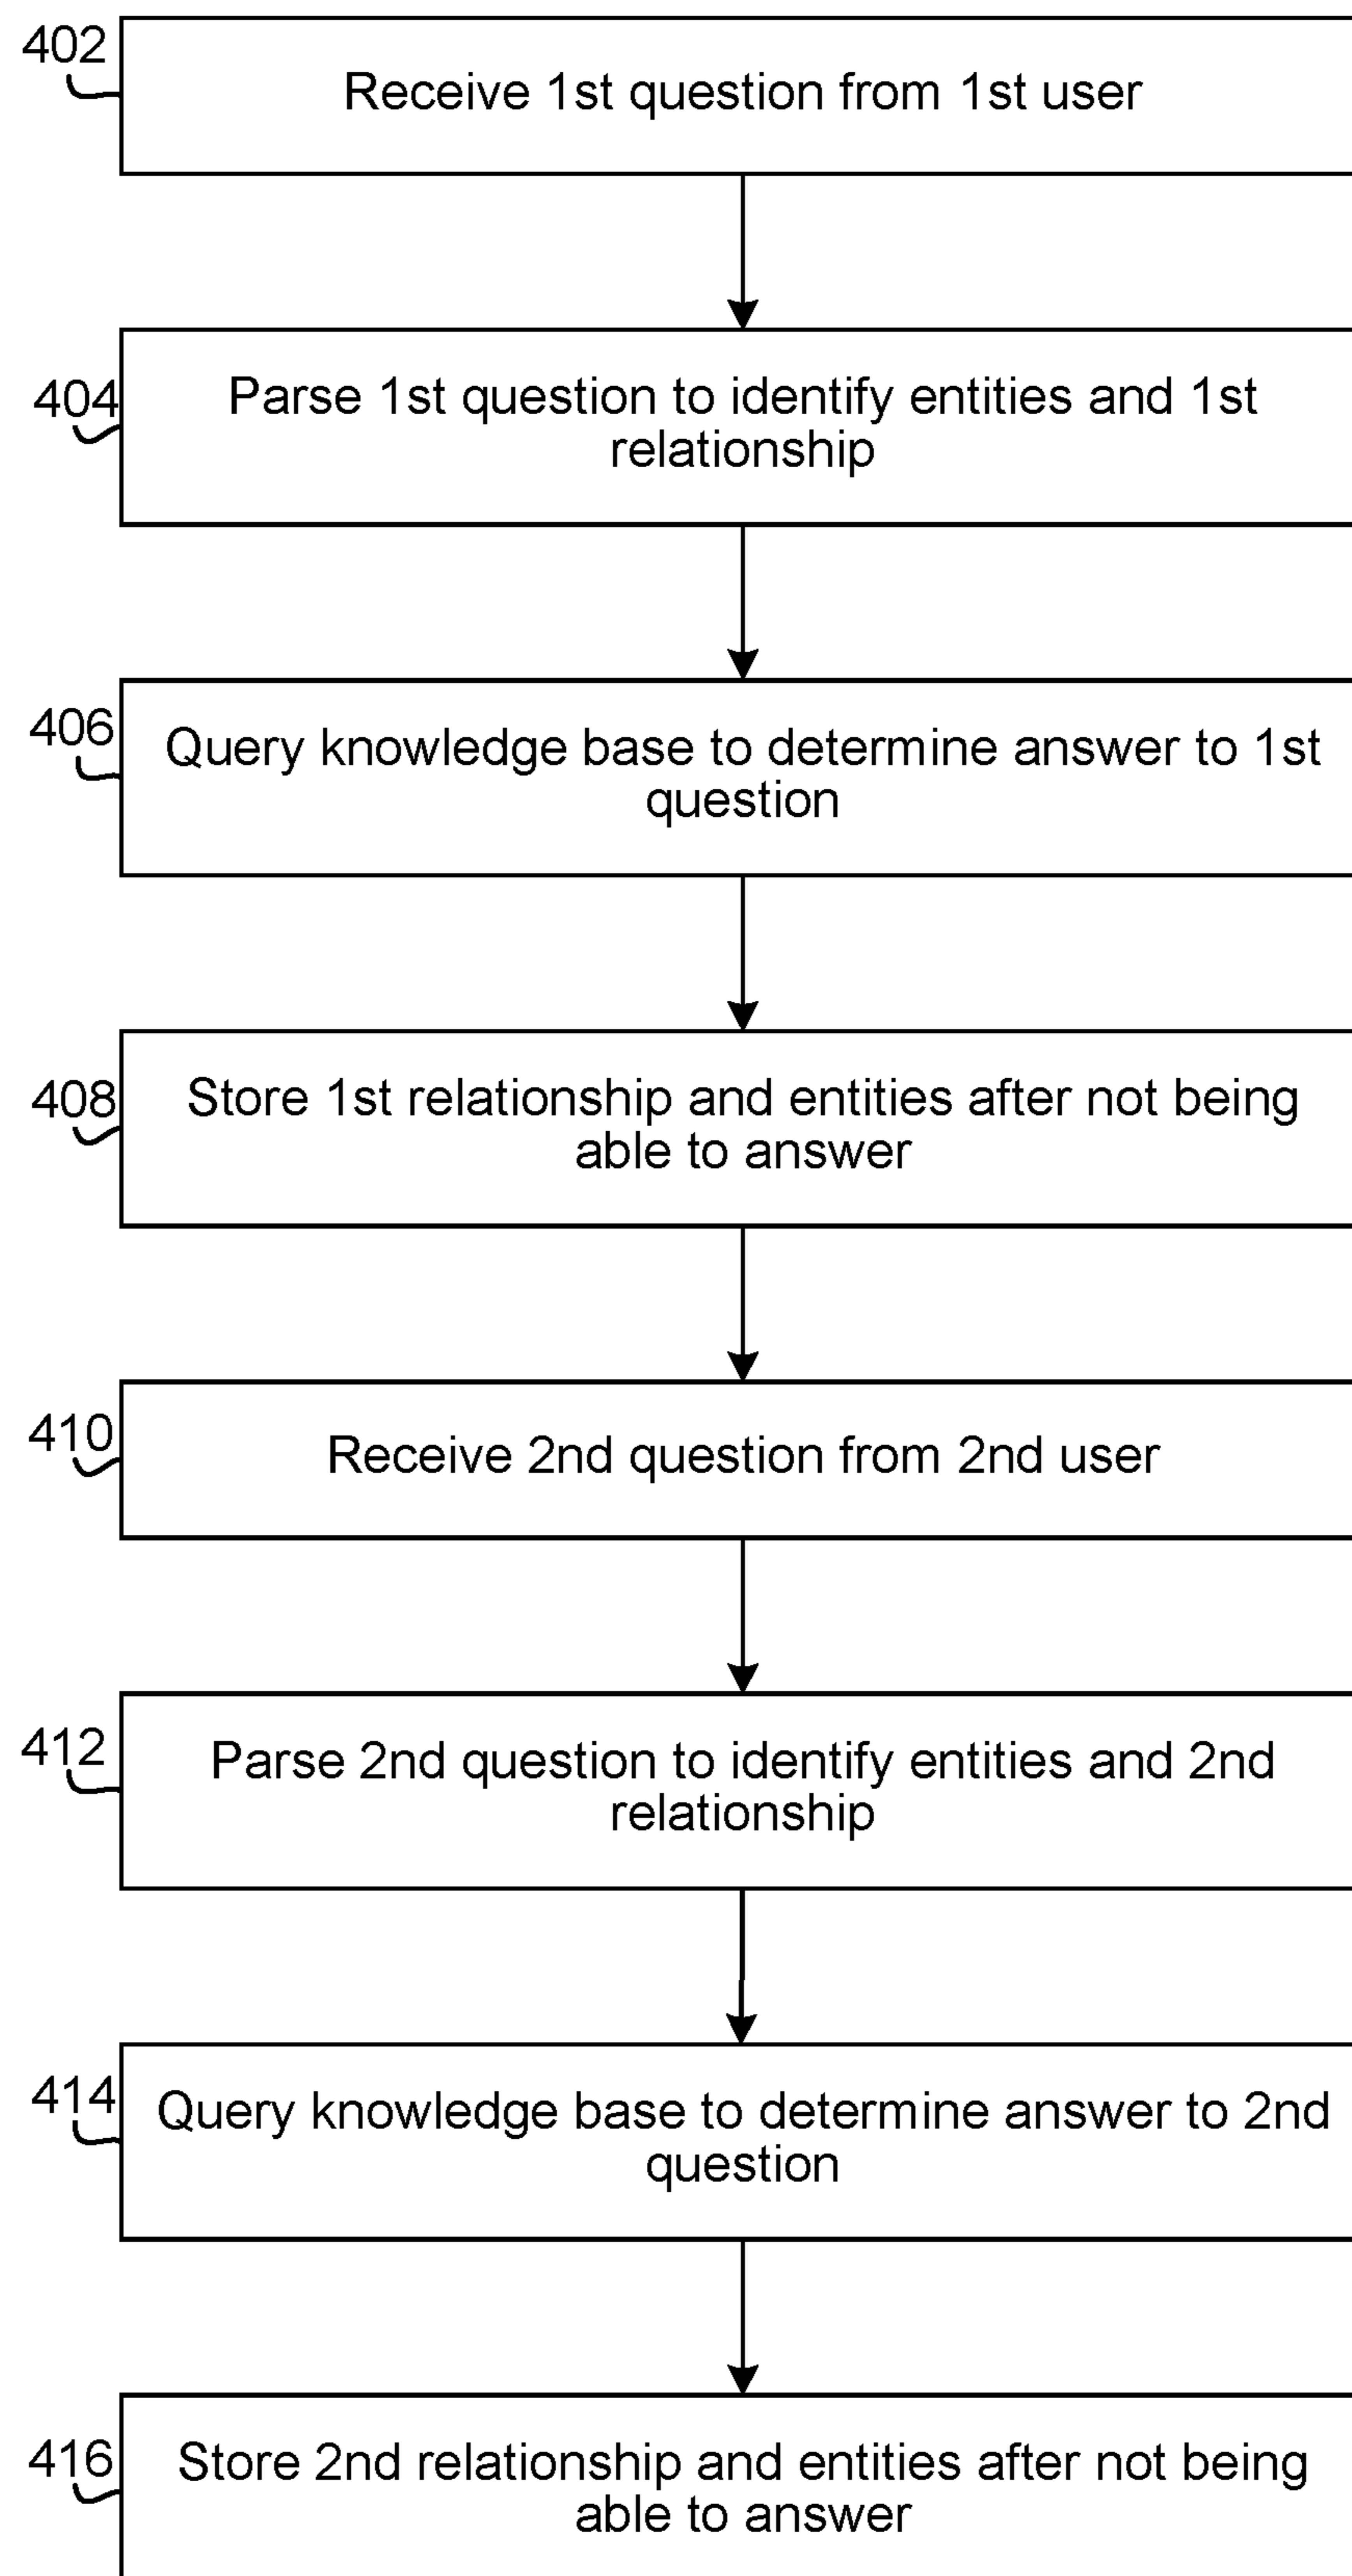 402
Receive 1st question from 1st user
404
Parse 1st question to identify entities and 1st
relationship
406
Query knowledge base to determine answer to 1st
question
408
Store 1st relationship and entities after not being
able to answer
410
Receive 2nd question from 2nd user
412
Parse 2nd question to identify entities and 2nd
relationship
414
Query knowledge base to determine answer to 2nd
question
416
Store 2nd relationship and entities after not being
able to answer